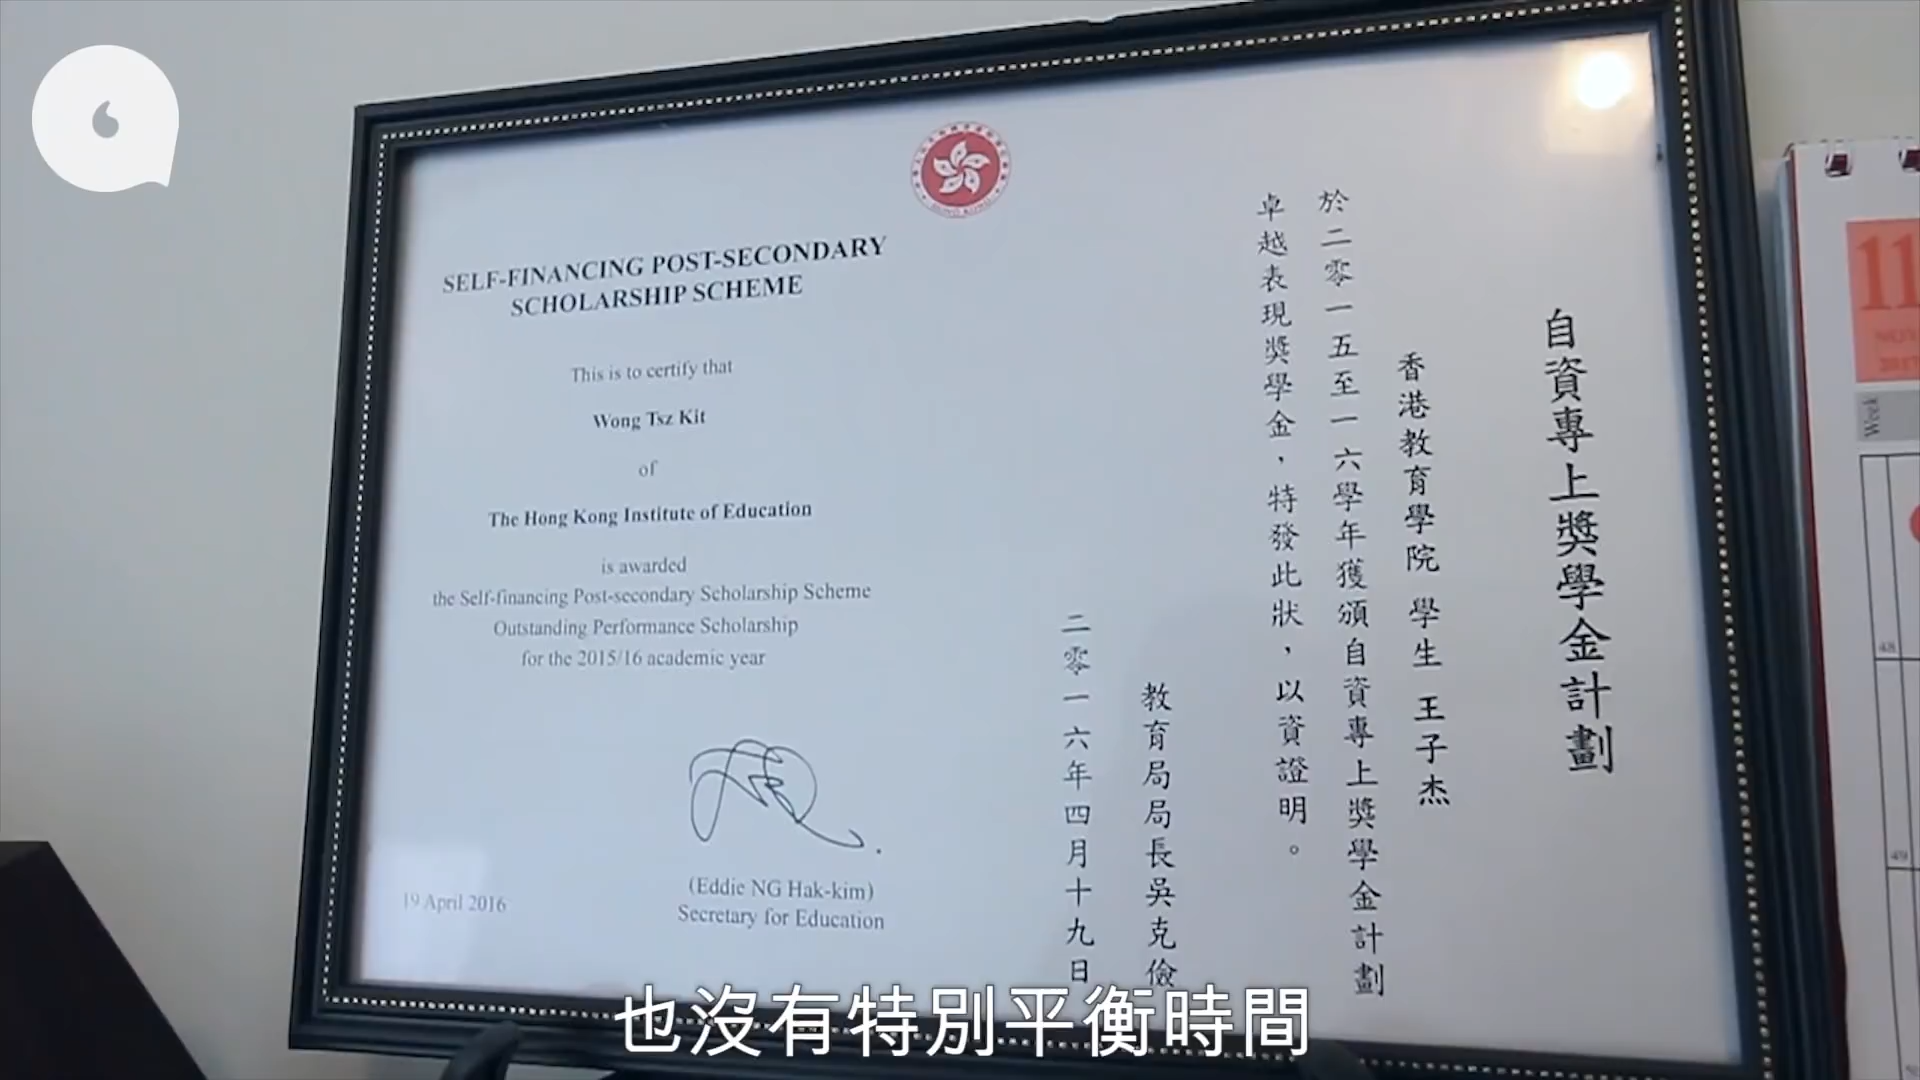 SELF-FINANCING POST-SECONDARY
SCHOLARSHIP SCHEME
This is to certify that
Wong Tsz Kit
of
The Hong Kong Institute of Education
is awarded
the Self-financing Post-secondary Scholarship Scheme
Outstanding Performance Scholarship
for the 2015/16 academic year
(Eddie NG Hak-kim)
Secretary for Education
19 April 2016
自資專上獎學金計劃
香港教育學院 學生 王子杰
於二零一五至一六學年獲頒自資專上獎學金計劃
卓越表現獎學金，特發此狀，以資證明。
教育局局長吳克儉
二零一六年四月十九日
11
NOV
2017
Week
48
49
也沒有特別平衡時間